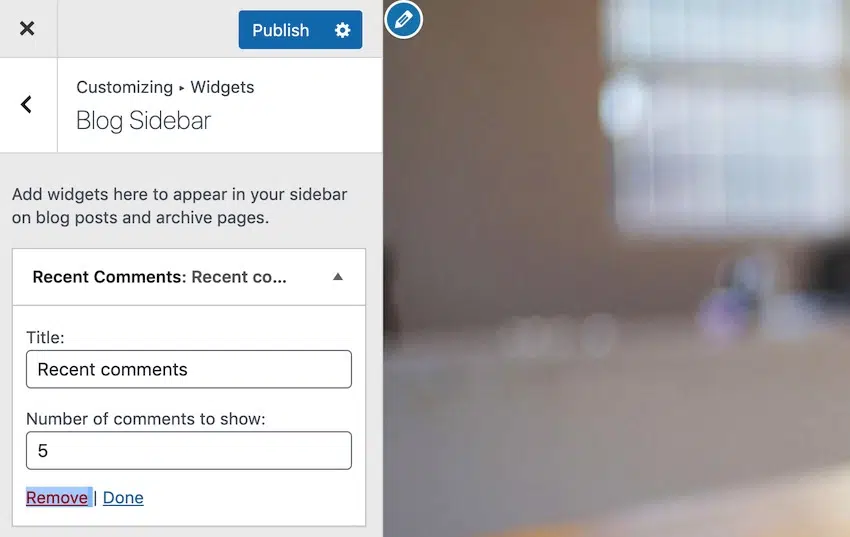 Publish
Customizing ▸ Widgets
Blog Sidebar
Add widgets here to appear in your sidebar
on blog posts and archive pages.
Recent Comments: Recent co...
Title:
Recent comments
Number of comments to show:
5
Remove | Done